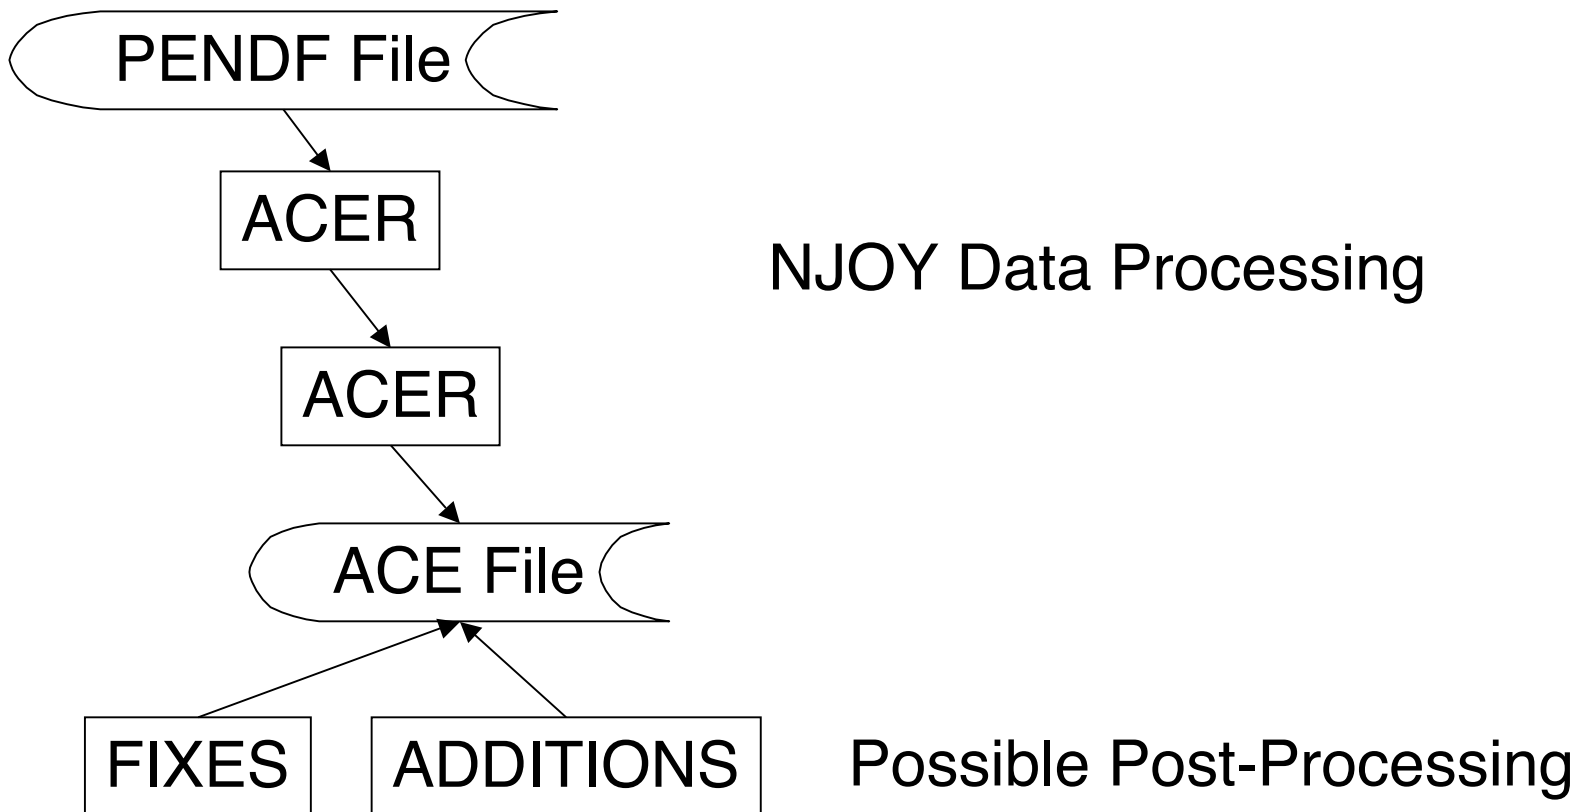 PENDF File
ACER
NJOY Data Processing
ACER
ACE File
FIXES
ADDITIONS
Possible Post-Processing